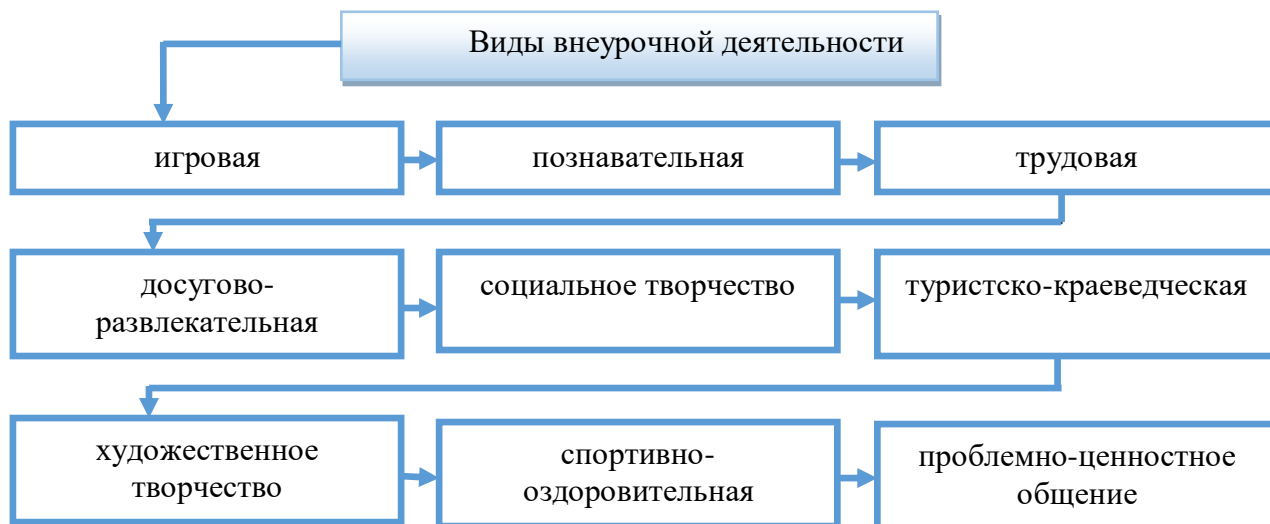 Виды внеурочной деятельности
игровая
познавательная
трудовая
досугово-
развлекательная
социальное творчество
туристско-краеведческая
художественное
творчество
спортивно-
оздоровительная
проблемно-ценностное
общение